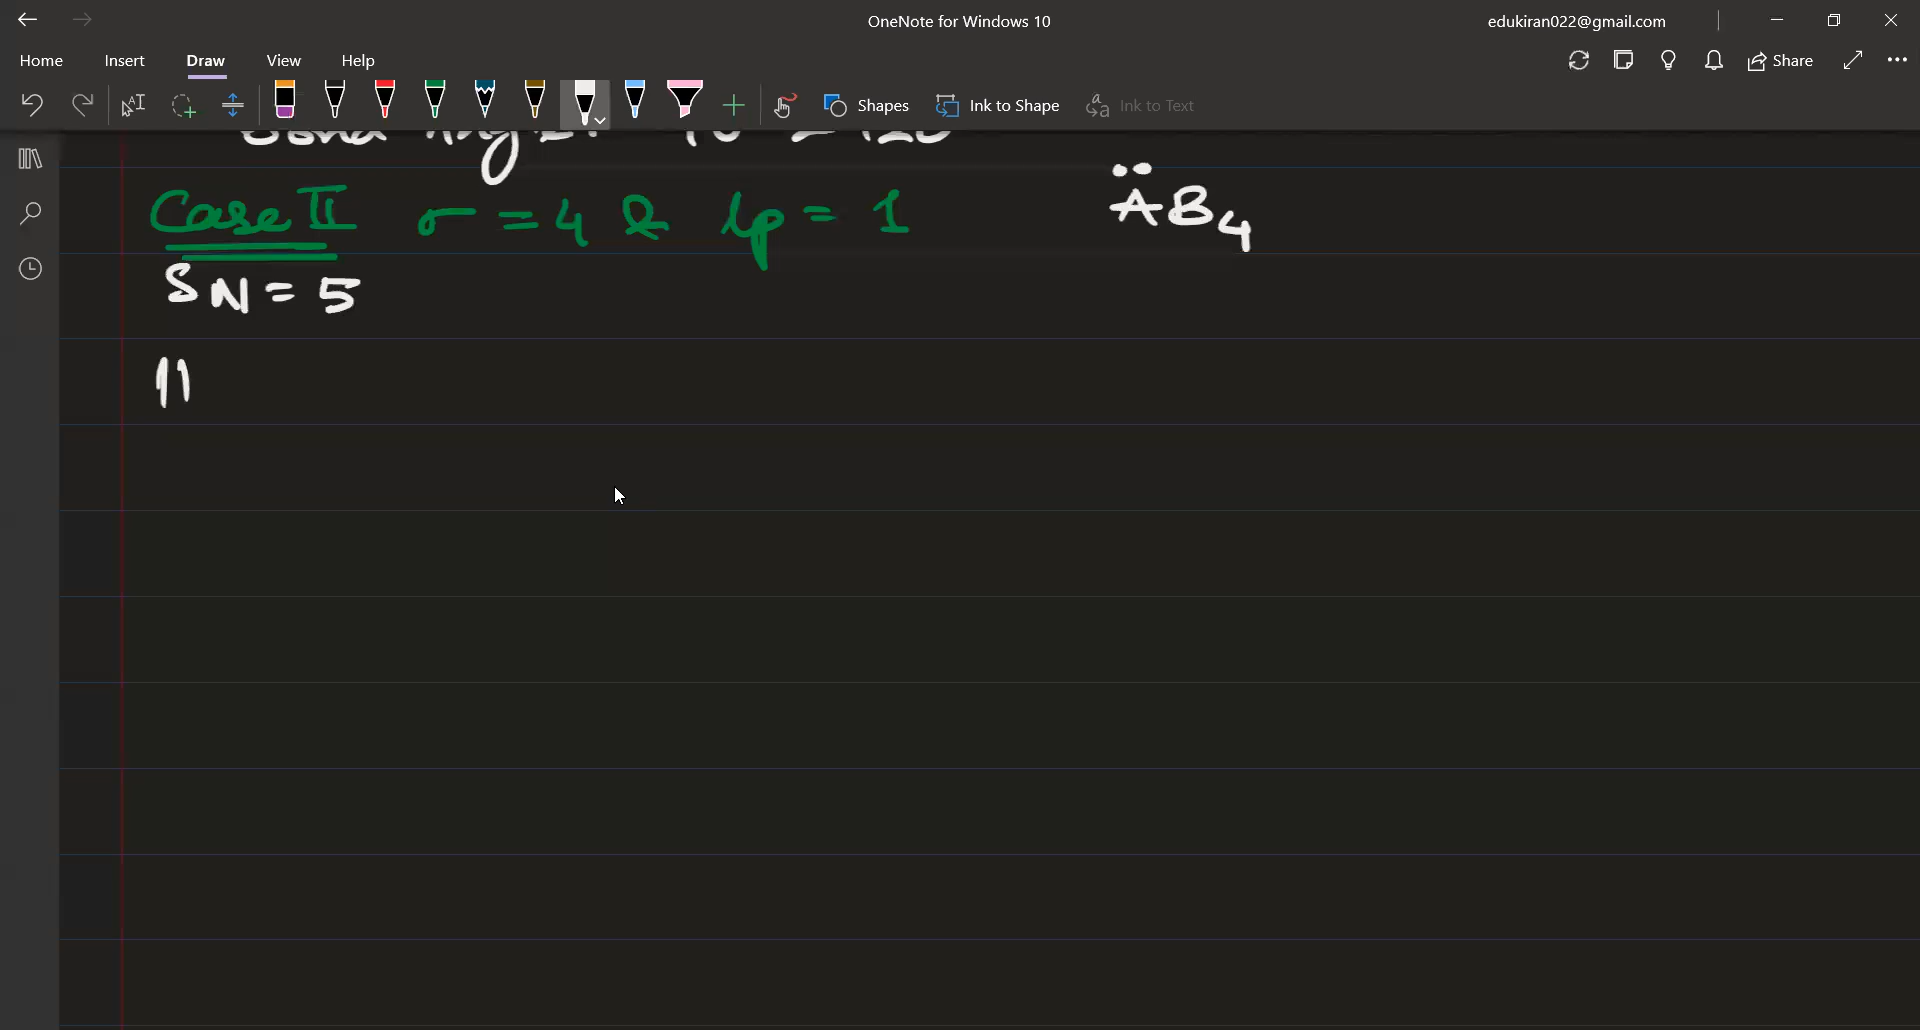 OneNote for Windows 10
edukiran022@gmail.com
Home Insert Draw View Help
Share
Shapes Ink to Shape Ink to Text
Case II σ = 4 & lp = 1 ÄB₄
SN = 5